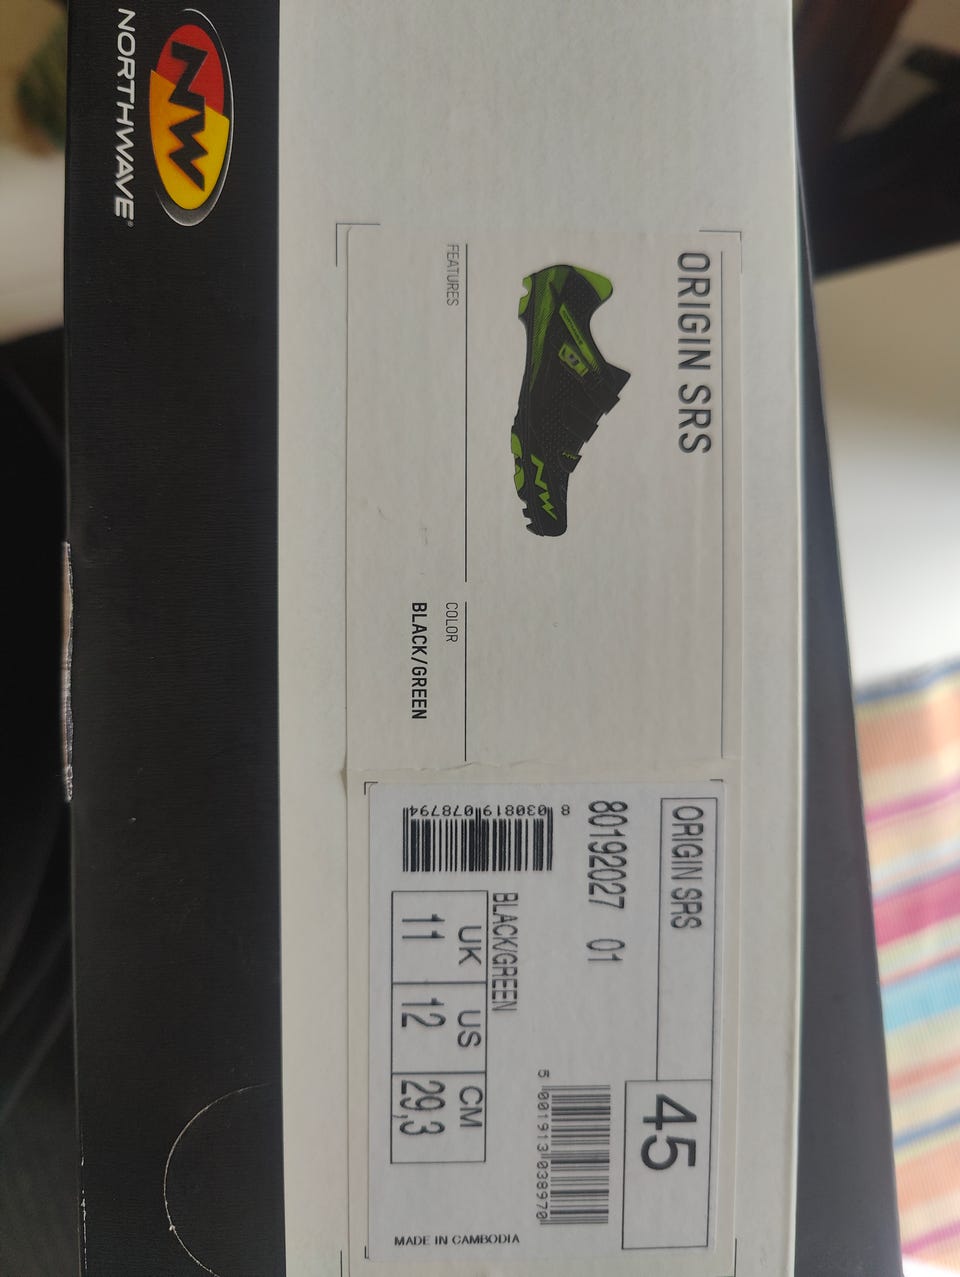 NW
NORTHWAVE®
ORIGIN SRS
NW
FEATURES
COLOR
BLACK/GREEN
ORIGIN SRS
45
80192027 01
8 030819 078794
5 001913 038970
BLACK/GREEN
UK US CM
11 12 29,3
MADE IN CAMBODIA